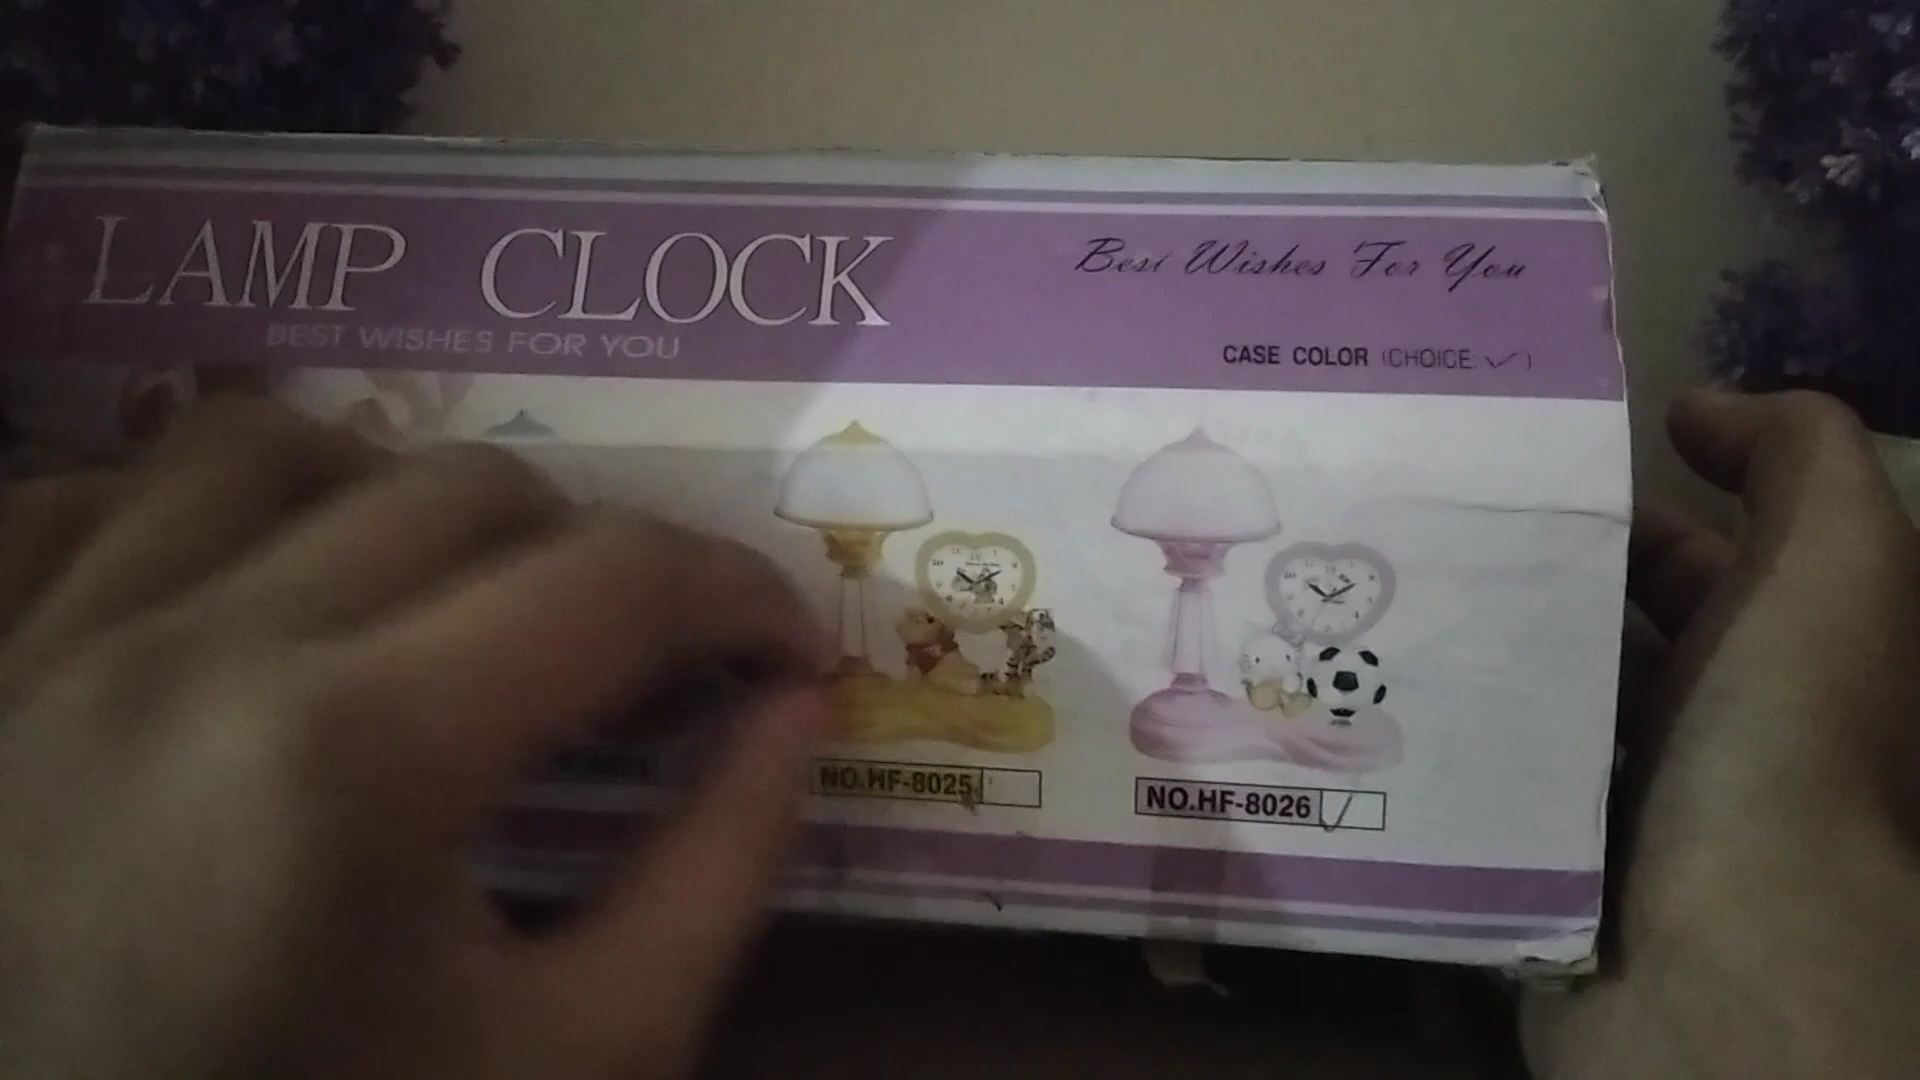 LAMP CLOCK
BEST WISHES FOR YOU
Best Wishes For You
CASE COLOR (CHOICE: ✓)
NO.HF-8025
NO.HF-8026 ✓